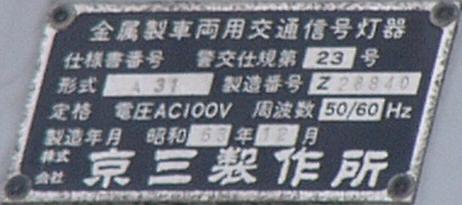 金属製車両用交通信号灯器
仕様書番号 警交仕規第 23 号
形式 A 31 製造番号 Z 28840
定格 電圧AC100V 周波数 50/60 Hz
製造年月 昭和 63 年 12 月
株式会社 京三製作所